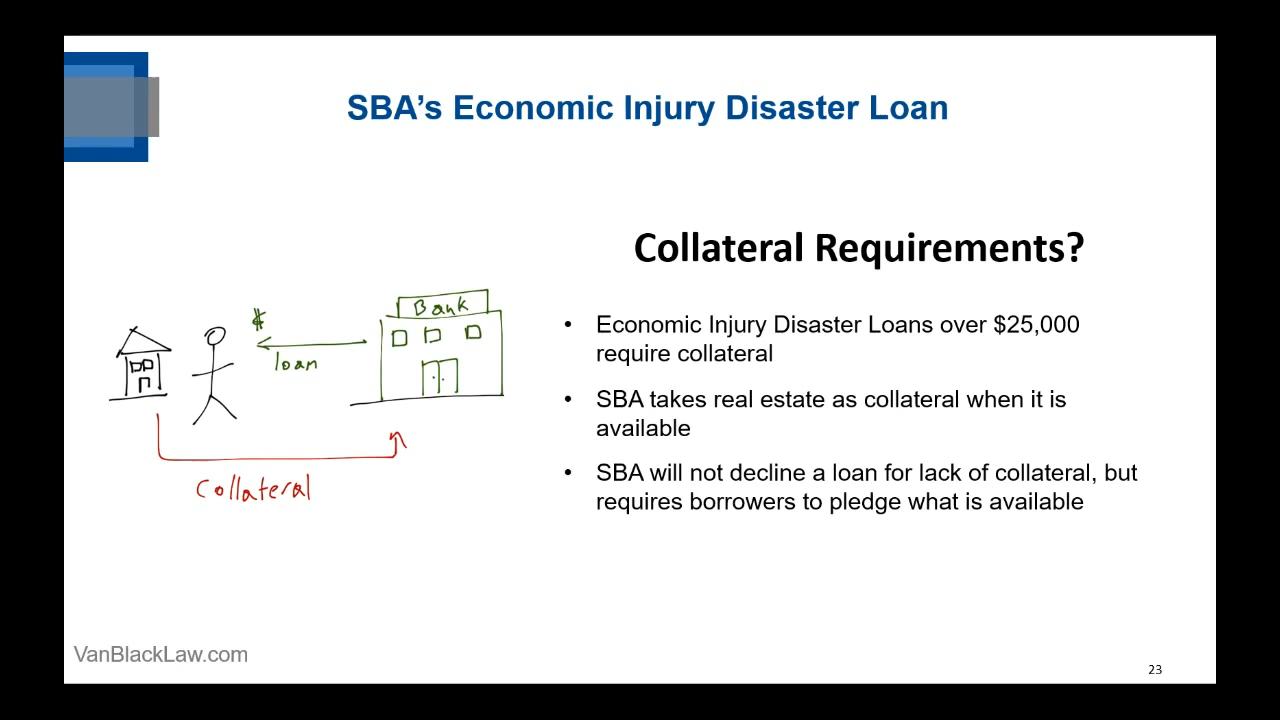 SBA’s Economic Injury Disaster Loan
Collateral Requirements?
• Economic Injury Disaster Loans over $25,000
require collateral
• SBA takes real estate as collateral when it is
available
• SBA will not decline a loan for lack of collateral, but
requires borrowers to pledge what is available
Bank
$
loan
Collateral
VanBlackLaw.com
23